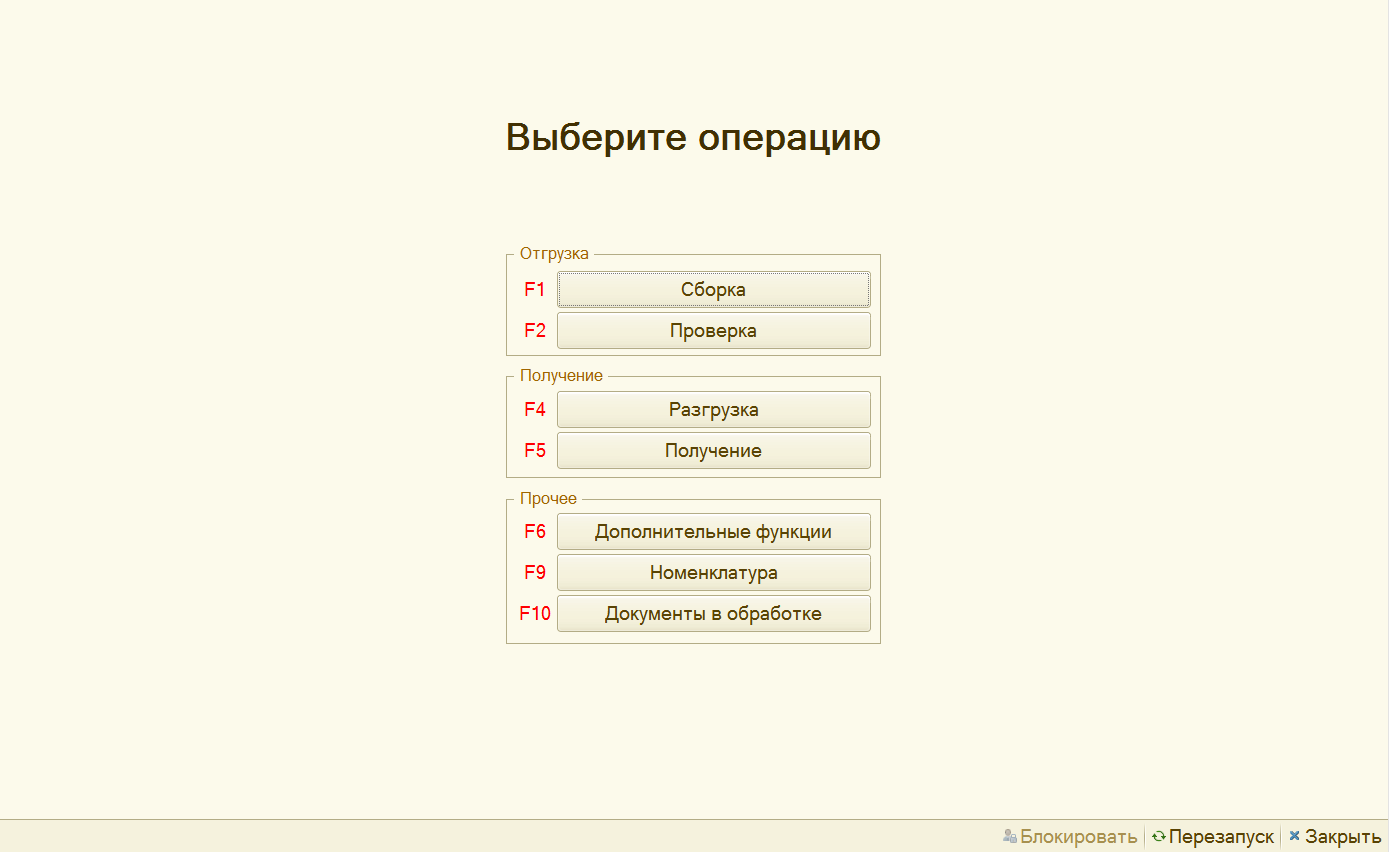 Выберите операцию
Отгрузка
F1 Сборка
F2 Проверка
Получение
F4 Разгрузка
F5 Получение
Прочее
F6 Дополнительные функции
F9 Номенклатура
F10 Документы в обработке
Блокировать Перезапуск Закрыть